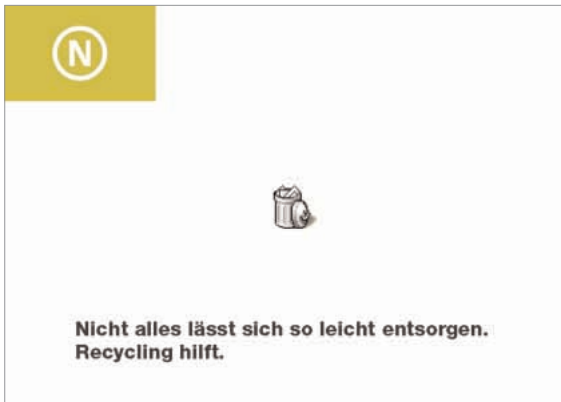 N
Nicht alles lässt sich so leicht entsorgen.
Recycling hilft.